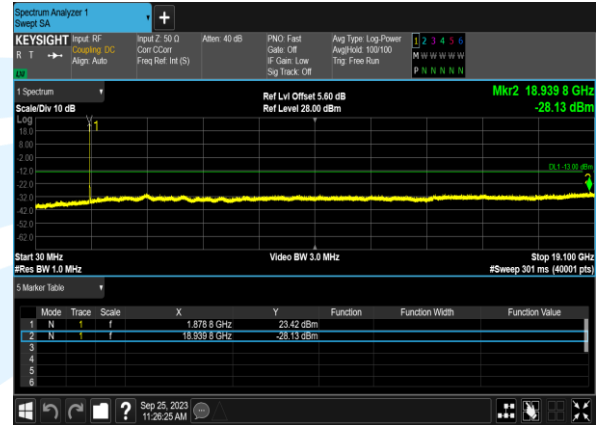 Spectrum Analyzer 1
Swept SA
KEYSIGHT Input: RF Input Z: 50 Ω Atten: 40 dB PNO: Fast Avg Type: Log-Power 1 2 3 4 5 6
R T Coupling: DC Corr CCorr Gate: Off Avg|Hold: 100/100 M W W W W W
Align: Auto Freq Ref: Int (S) IF Gain: Low Trig: Free Run P N N N N N
LW Sig Track: Off
1 Spectrum Ref Lvl Offset 5.60 dB Mkr2 18.939 8 GHz
Scale/Div 10 dB Ref Level 28.00 dBm -28.13 dBm
Log
1
18.0
8.00
-2.00
-12.0 DL1 -13.00 dBm
-22.0 2
-32.0
-42.0
-52.0
-62.0
Start 30 MHz Video BW 3.0 MHz Stop 19.100 GHz
#Res BW 1.0 MHz #Sweep 301 ms (40001 pts)
5 Marker Table
Mode Trace Scale X Y Function Function Width Function Value
1 N 1 f 1.878 8 GHz 23.42 dBm
2 N 1 f 18.939 8 GHz -28.13 dBm
3
4
5
6
? Sep 25, 2023
11:26:25 AM